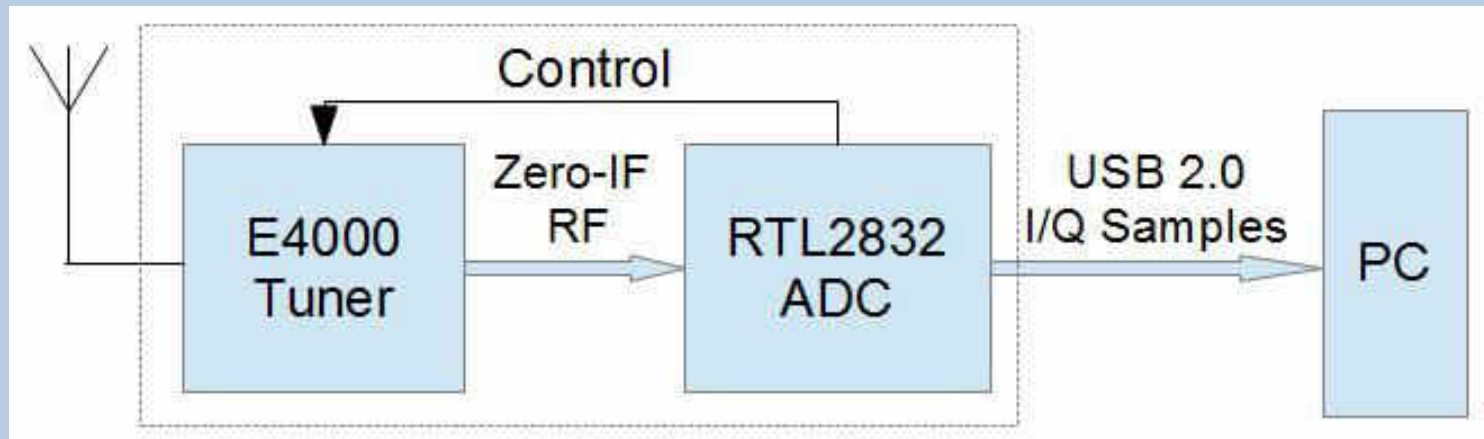 Control
E4000
Tuner
Zero-IF
RF
RTL2832
ADC
USB 2.0
I/Q Samples
PC